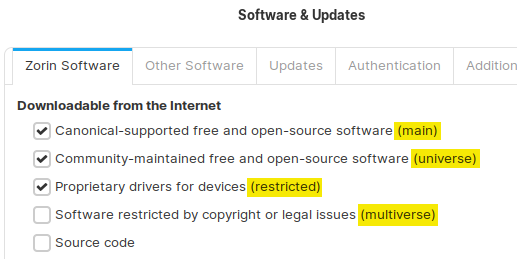 Software & Updates
Zorin Software
Other Software
Updates
Authentication
Addition
Downloadable from the Internet
Canonical-supported free and open-source software (main)
Community-maintained free and open-source software (universe)
Proprietary drivers for devices (restricted)
Software restricted by copyright or legal issues (multiverse)
Source code